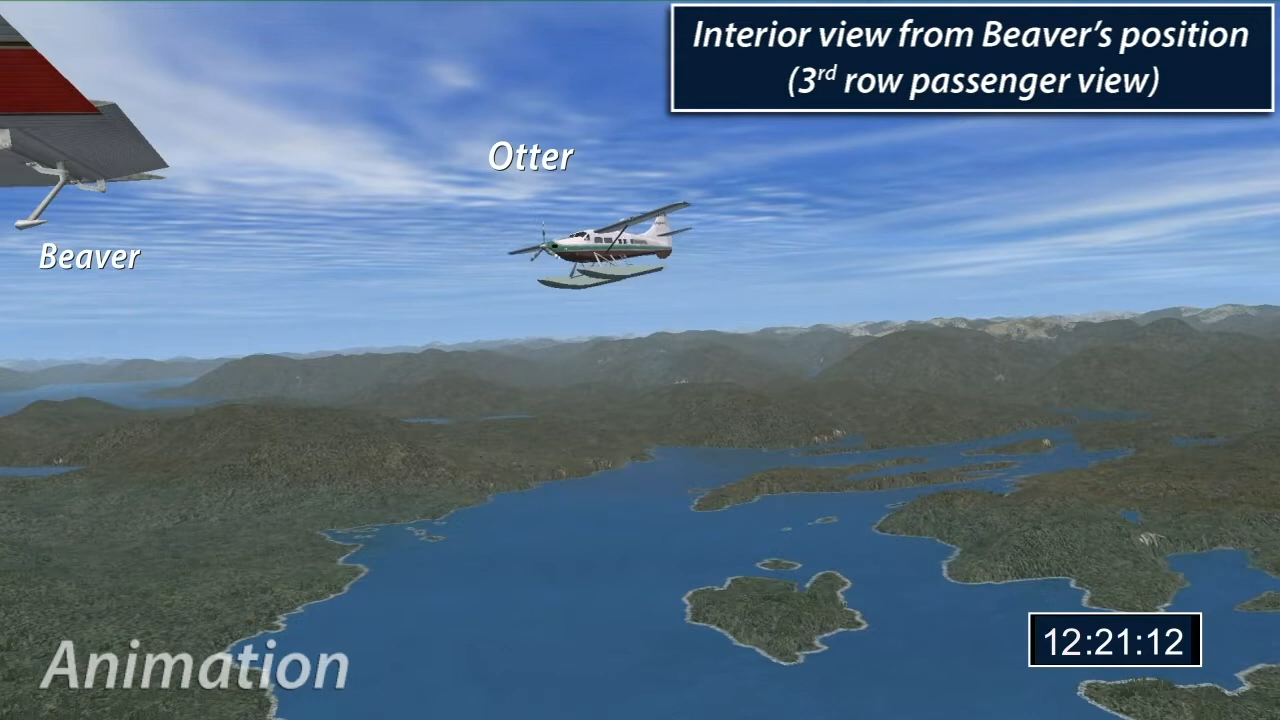 Interior view from Beaver's position
(3rd row passenger view)
Otter
Beaver
12:21:12
Animation